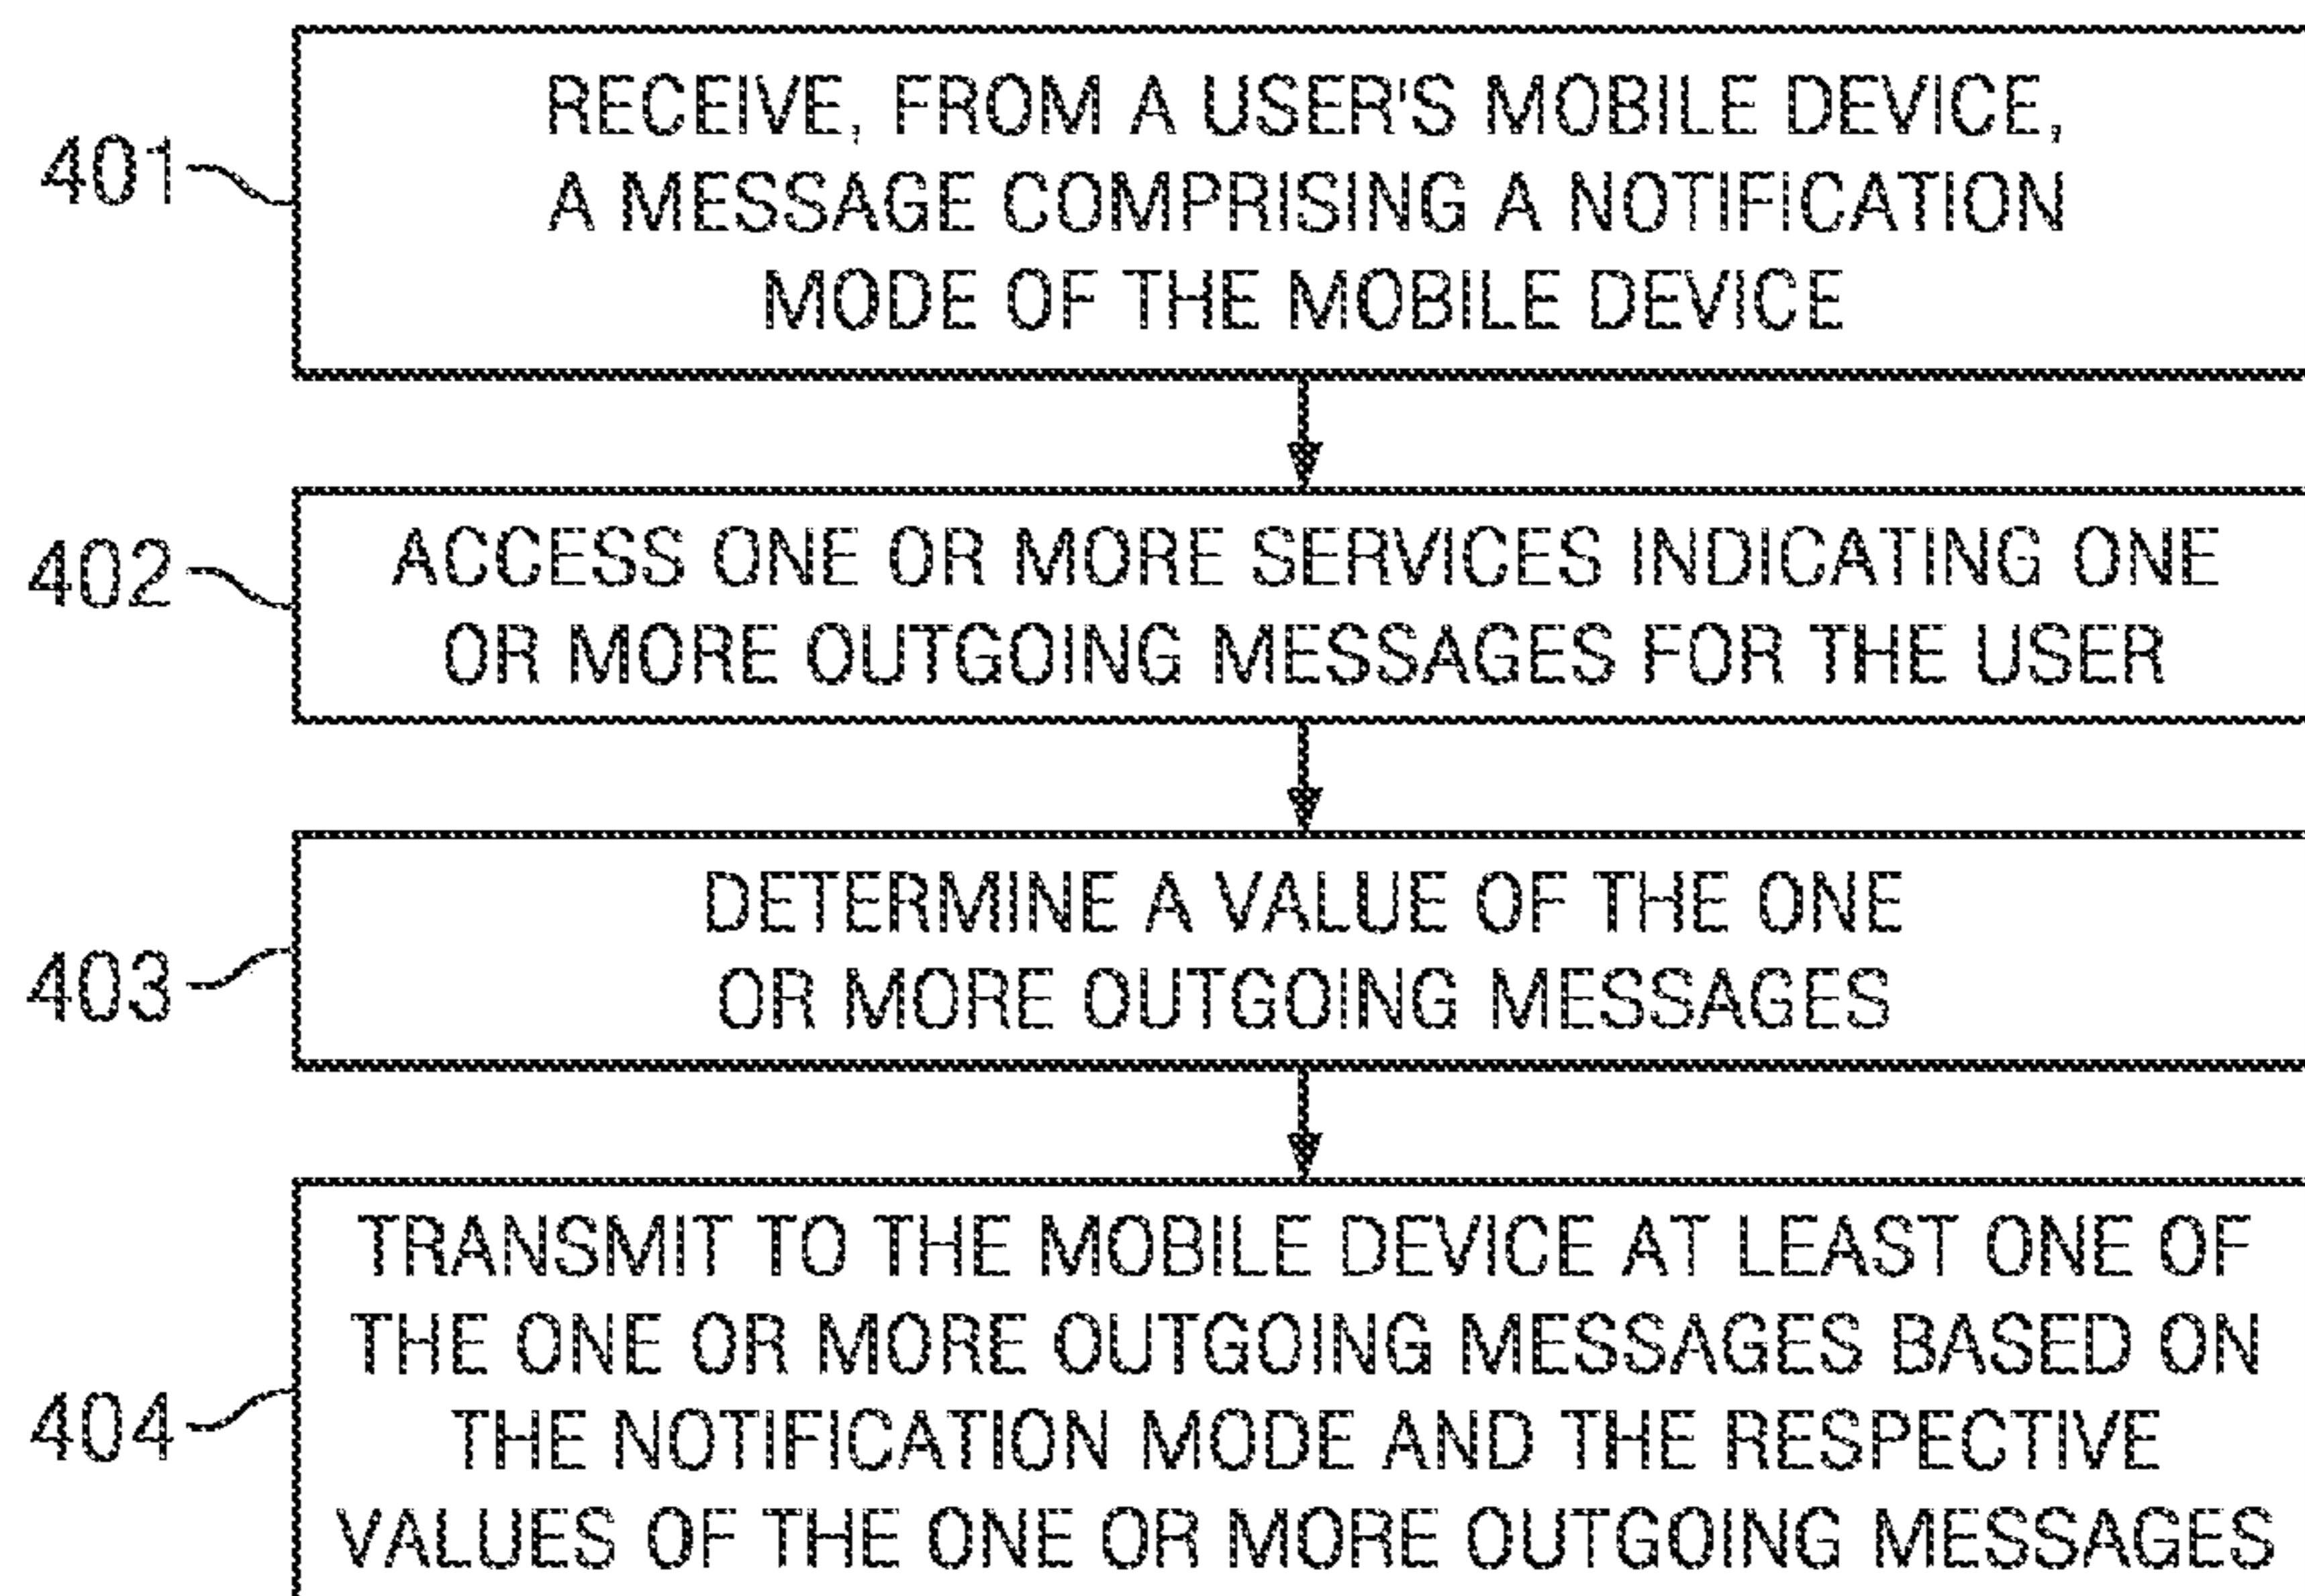 401
RECEIVE, FROM A USER'S MOBILE DEVICE,
A MESSAGE COMPRISING A NOTIFICATION
MODE OF THE MOBILE DEVICE
402
ACCESS ONE OR MORE SERVICES INDICATING ONE
OR MORE OUTGOING MESSAGES FOR THE USER
403
DETERMINE A VALUE OF THE ONE
OR MORE OUTGOING MESSAGES
404
TRANSMIT TO THE MOBILE DEVICE AT LEAST ONE OF
THE ONE OR MORE OUTGOING MESSAGES BASED ON
THE NOTIFICATION MODE AND THE RESPECTIVE
VALUES OF THE ONE OR MORE OUTGOING MESSAGES